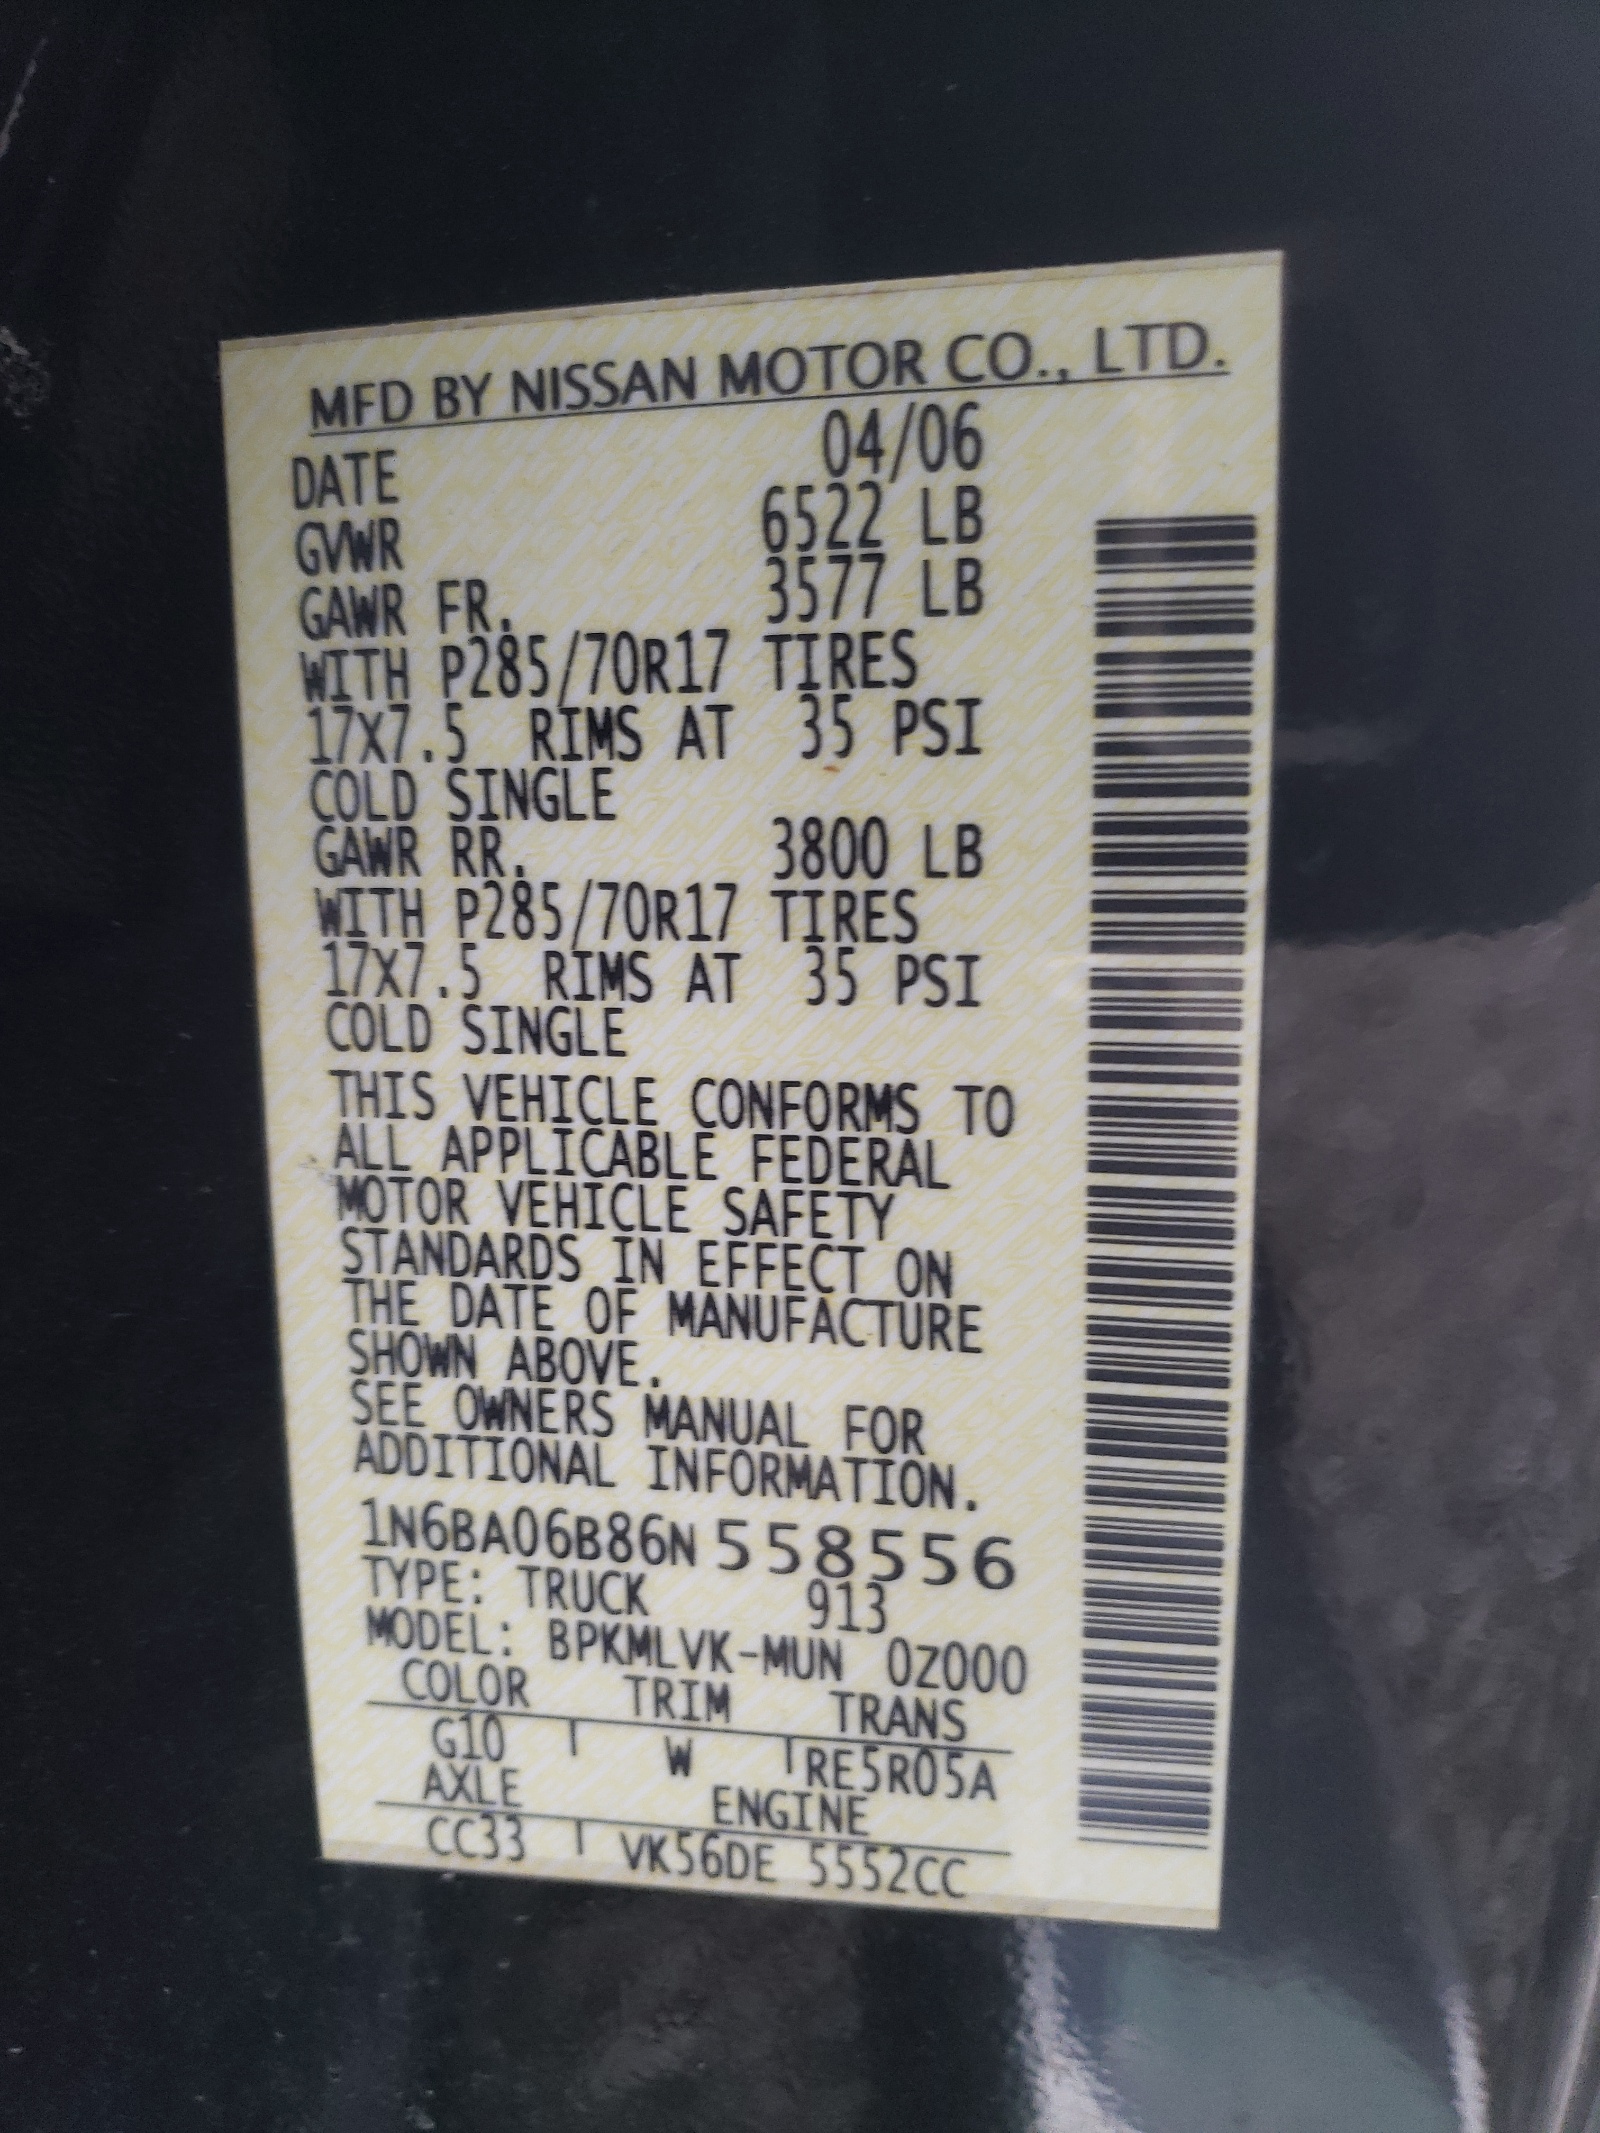 MFD BY NISSAN MOTOR CO., LTD.
DATE 04/06
GVWR 6522 LB
GAWR FR. 3577 LB
WITH P285/70R17 TIRES
17X7.5 RIMS AT 35 PSI
COLD SINGLE
GAWR RR. 3800 LB
WITH P285/70R17 TIRES
17X7.5 RIMS AT 35 PSI
COLD SINGLE
THIS VEHICLE CONFORMS TO
ALL APPLICABLE FEDERAL
MOTOR VEHICLE SAFETY
STANDARDS IN EFFECT ON
THE DATE OF MANUFACTURE
SHOWN ABOVE.
SEE OWNERS MANUAL FOR
ADDITIONAL INFORMATION.
1N6BA06B86N 558556
TYPE: TRUCK 913
MODEL: BPKMLVK-MUN 0Z000
COLOR TRIM TRANS
G10 W RE5R05A
AXLE ENGINE
CC33 VK56DE 5552CC